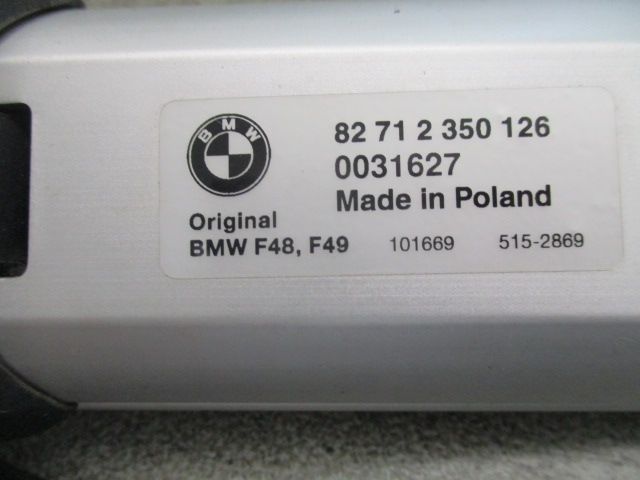 BMW
82 71 2 350 126
0031627
Made in Poland
Original
BMW F48, F49 101669 515-2869